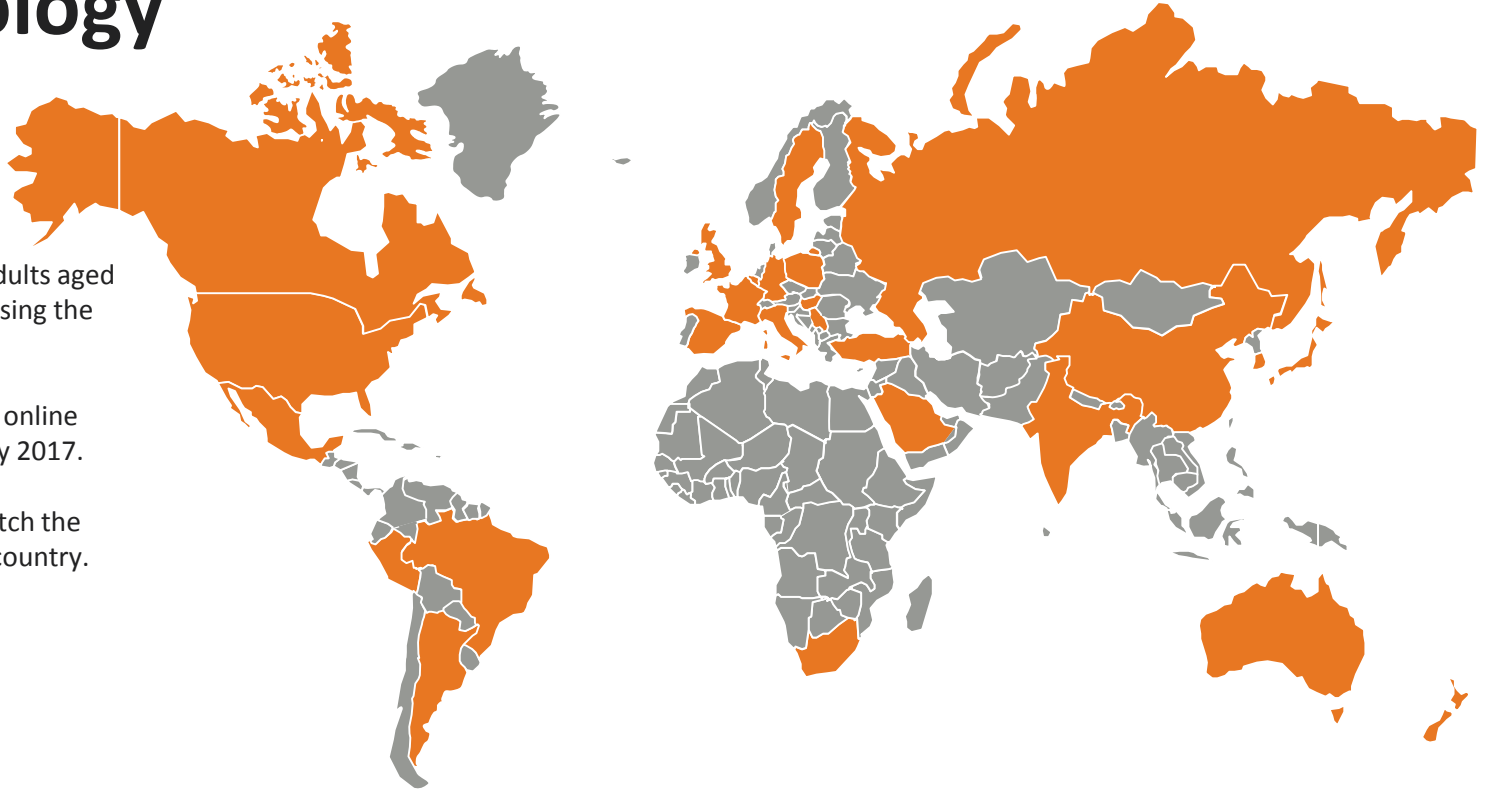 ology
dults aged
sing the
online
y 2017.
tch the
country.